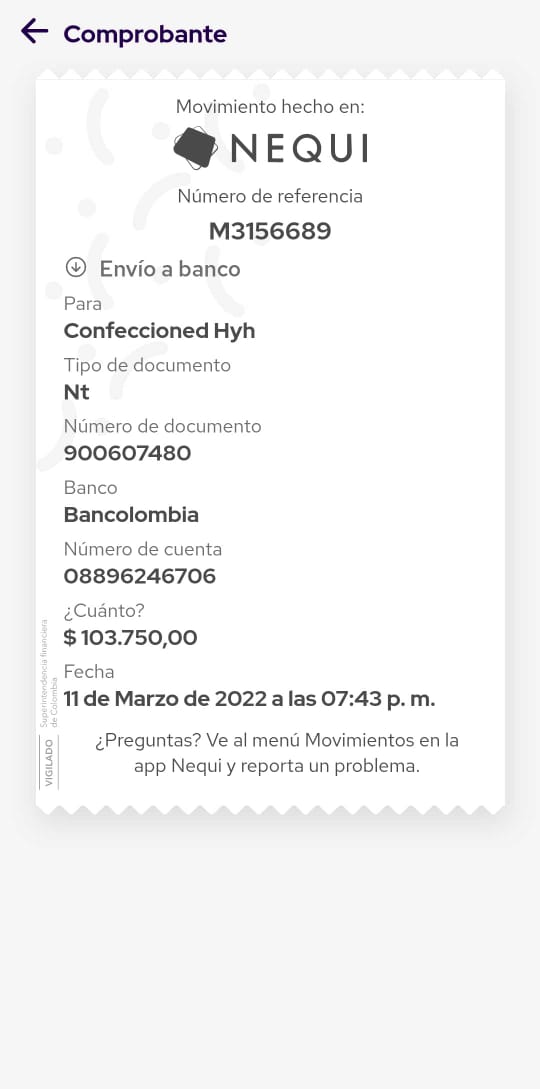 Comprobante
Movimiento hecho en:
NEQUI
Número de referencia
M3156689
Envío a banco
Para
Confeccioned Hyh
Tipo de documento
Nt
Número de documento
900607480
Banco
Bancolombia
Número de cuenta
08896246706
¿Cuánto?
$ 103.750,00
Fecha
11 de Marzo de 2022 a las 07:43 p. m.
¿Preguntas? Ve al menú Movimientos en la
app Nequi y reporta un problema.
VIGILADO
Superintendencia financiera
de Colombia